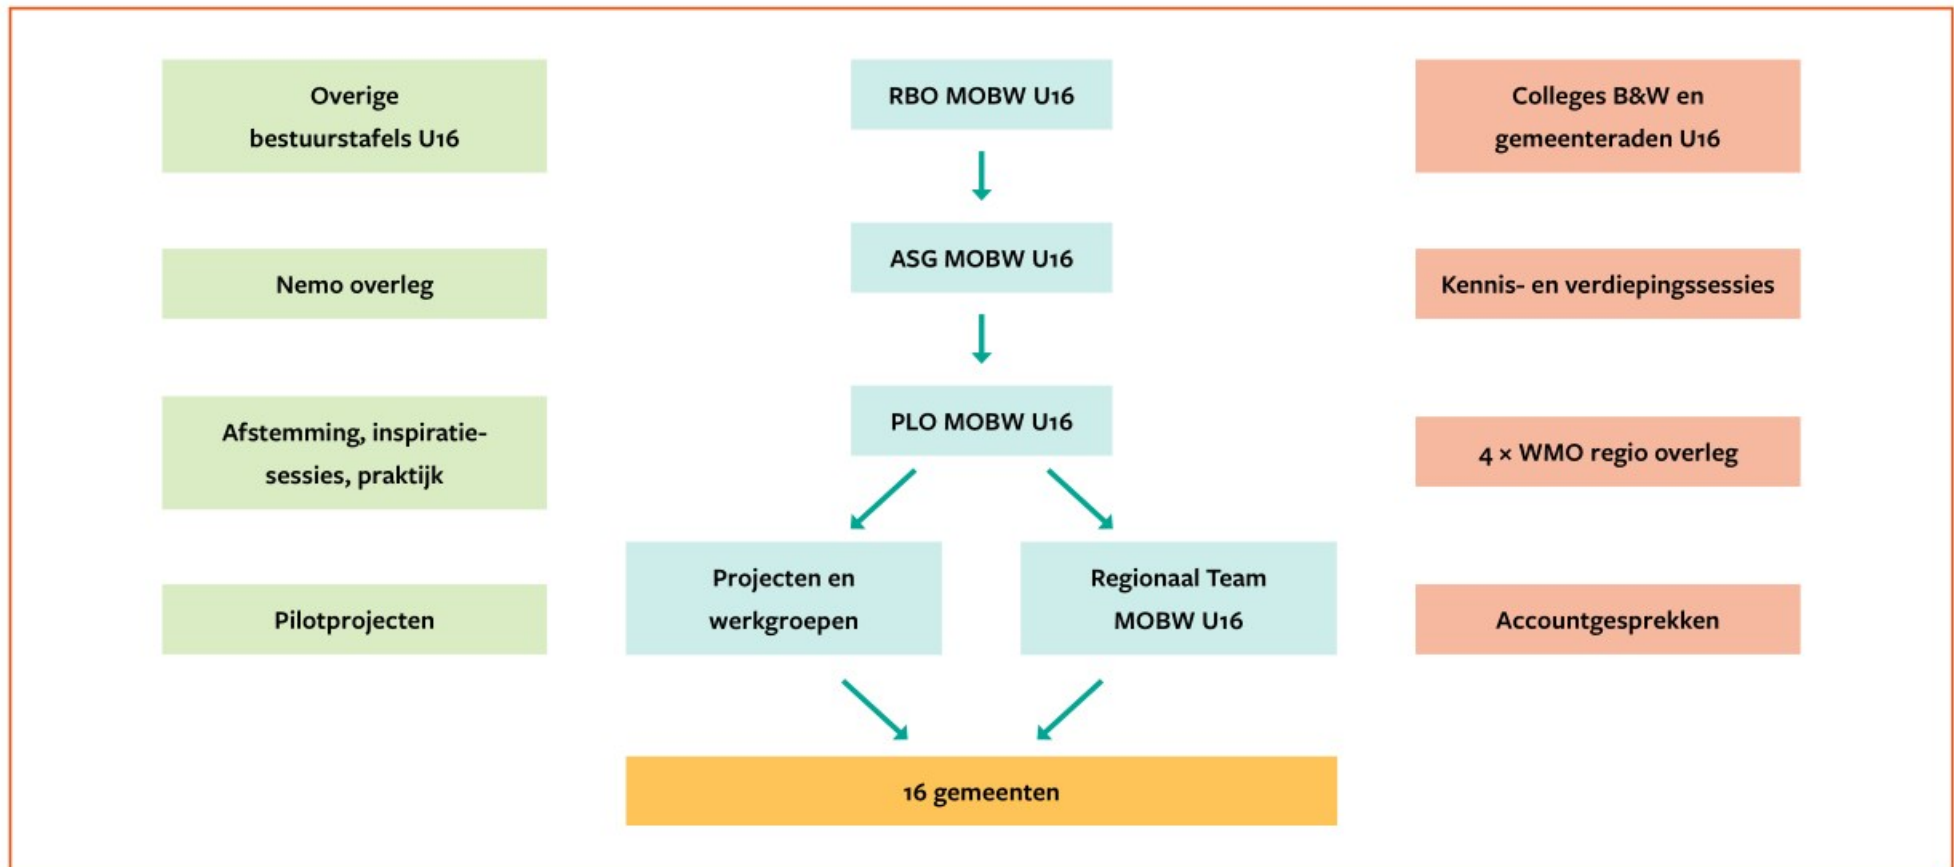 Overige
bestuurstafels U16
RBO MOBW U16
Colleges B&W en
gemeenteraden U16
Nemo overleg
ASG MOBW U16
Kennis- en verdiepingssessies
Afstemming, inspiratie-
sessies, praktijk
PLO MOBW U16
4 × WMO regio overleg
Pilotprojecten
Projecten en
werkgroepen
Regionaal Team
MOBW U16
Accountgesprekken
16 gemeenten